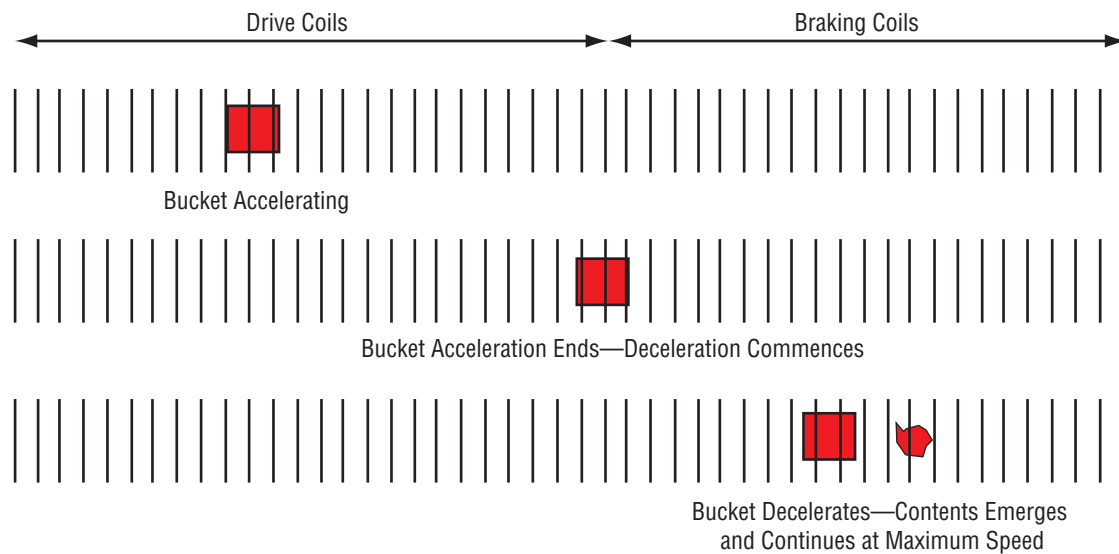 Drive Coils
Braking Coils
Bucket Accelerating
Bucket Acceleration Ends—Deceleration Commences
Bucket Decelerates—Contents Emerges
and Continues at Maximum Speed